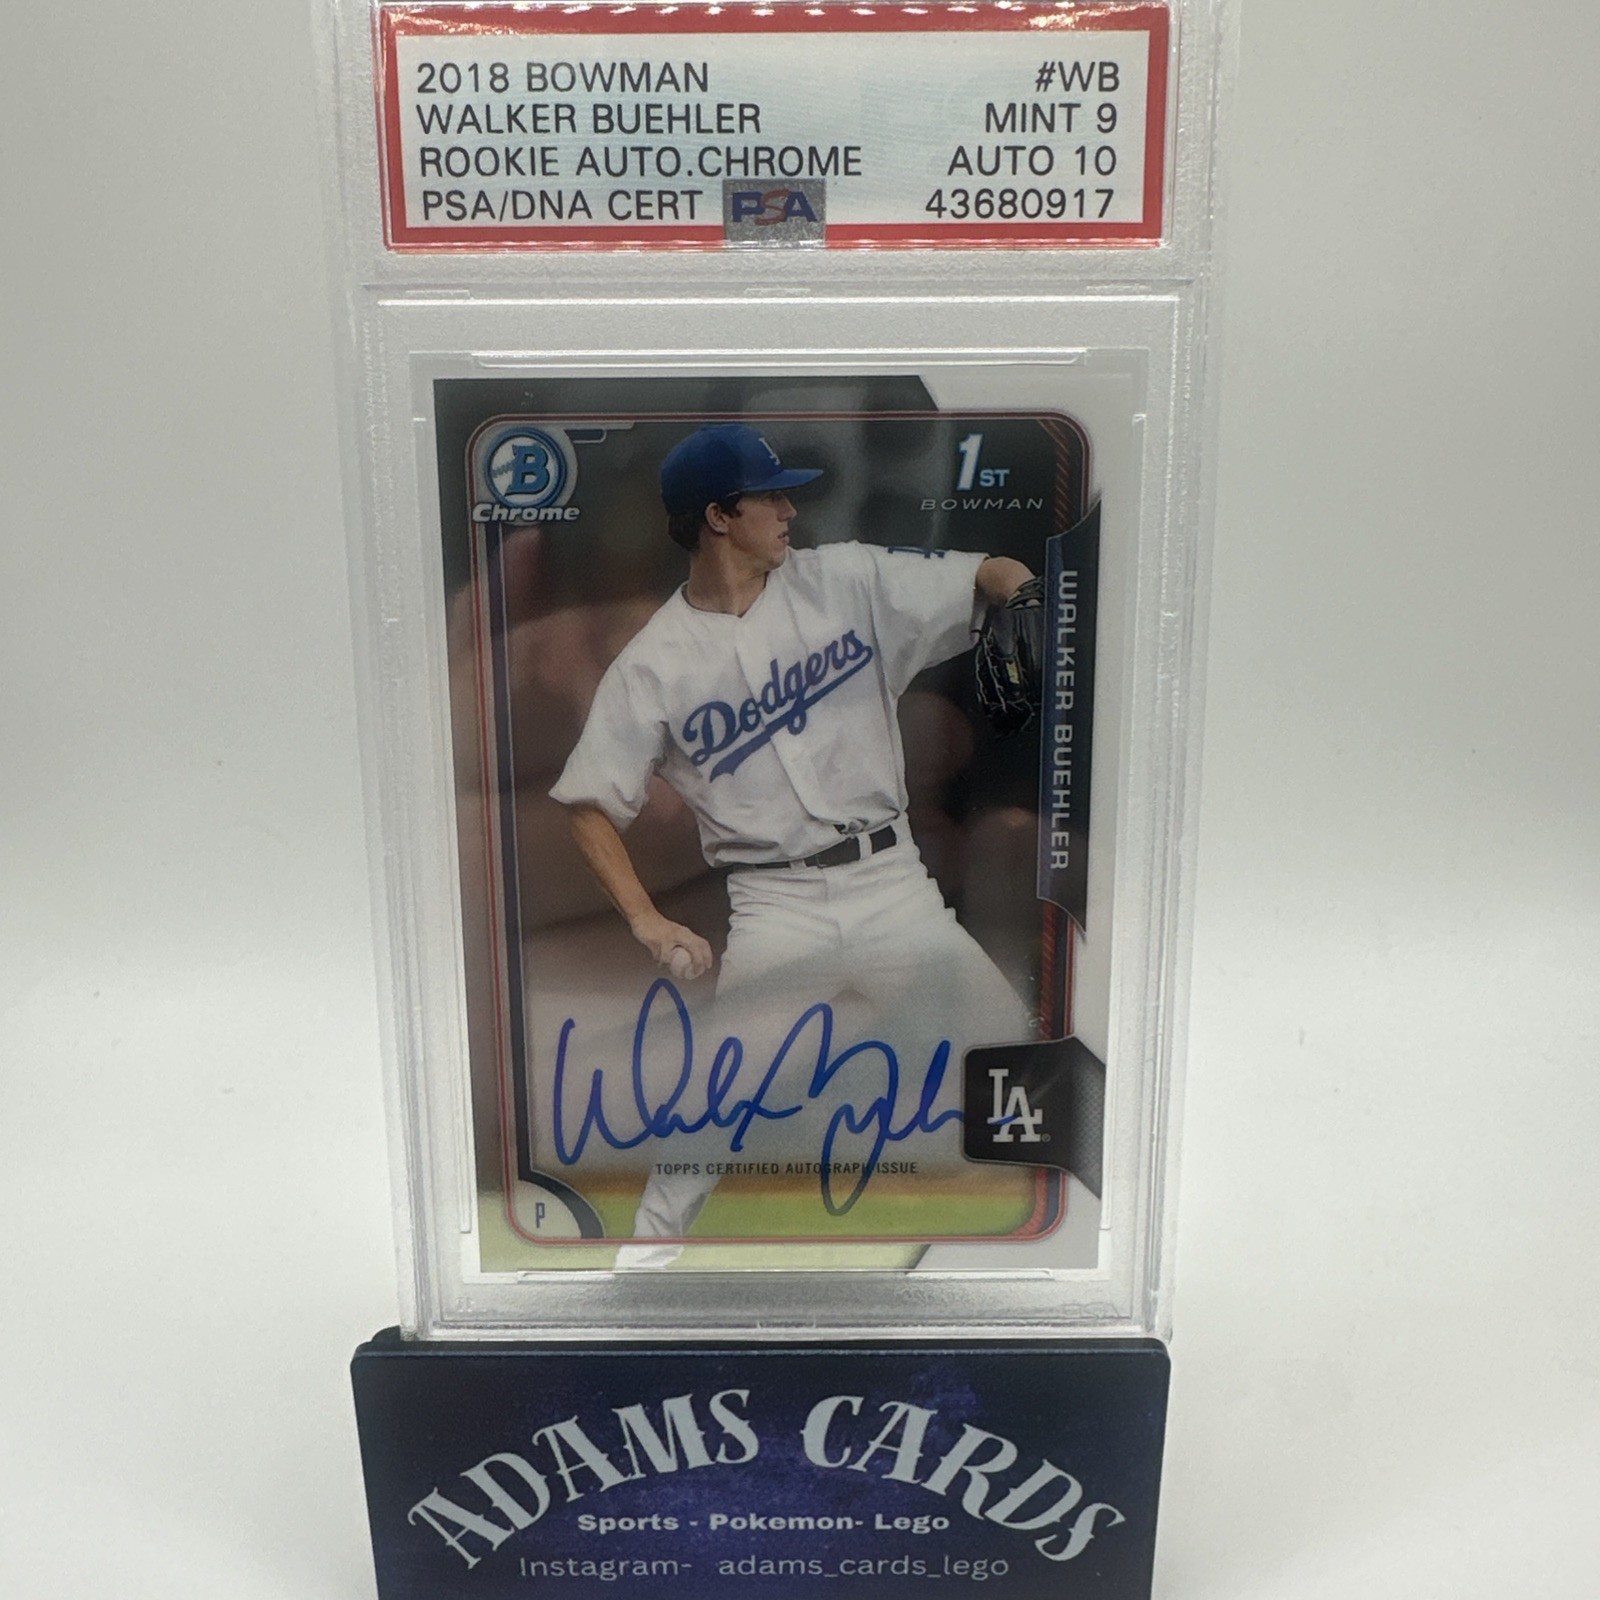 2018 BOWMAN #WB
WALKER BUEHLER MINT 9
ROOKIE AUTO.CHROME AUTO 10
PSA/DNA CERT PSA 43680917
B
Chrome
1ST
BOWMAN
WALKER BUEHLER
Dodgers
LA
TOPPS CERTIFIED AUTOGRAPH ISSUE
P
PSA
ADAMS CARDS
Sports - Pokemon- Lego
Instagram- adams_cards_lego